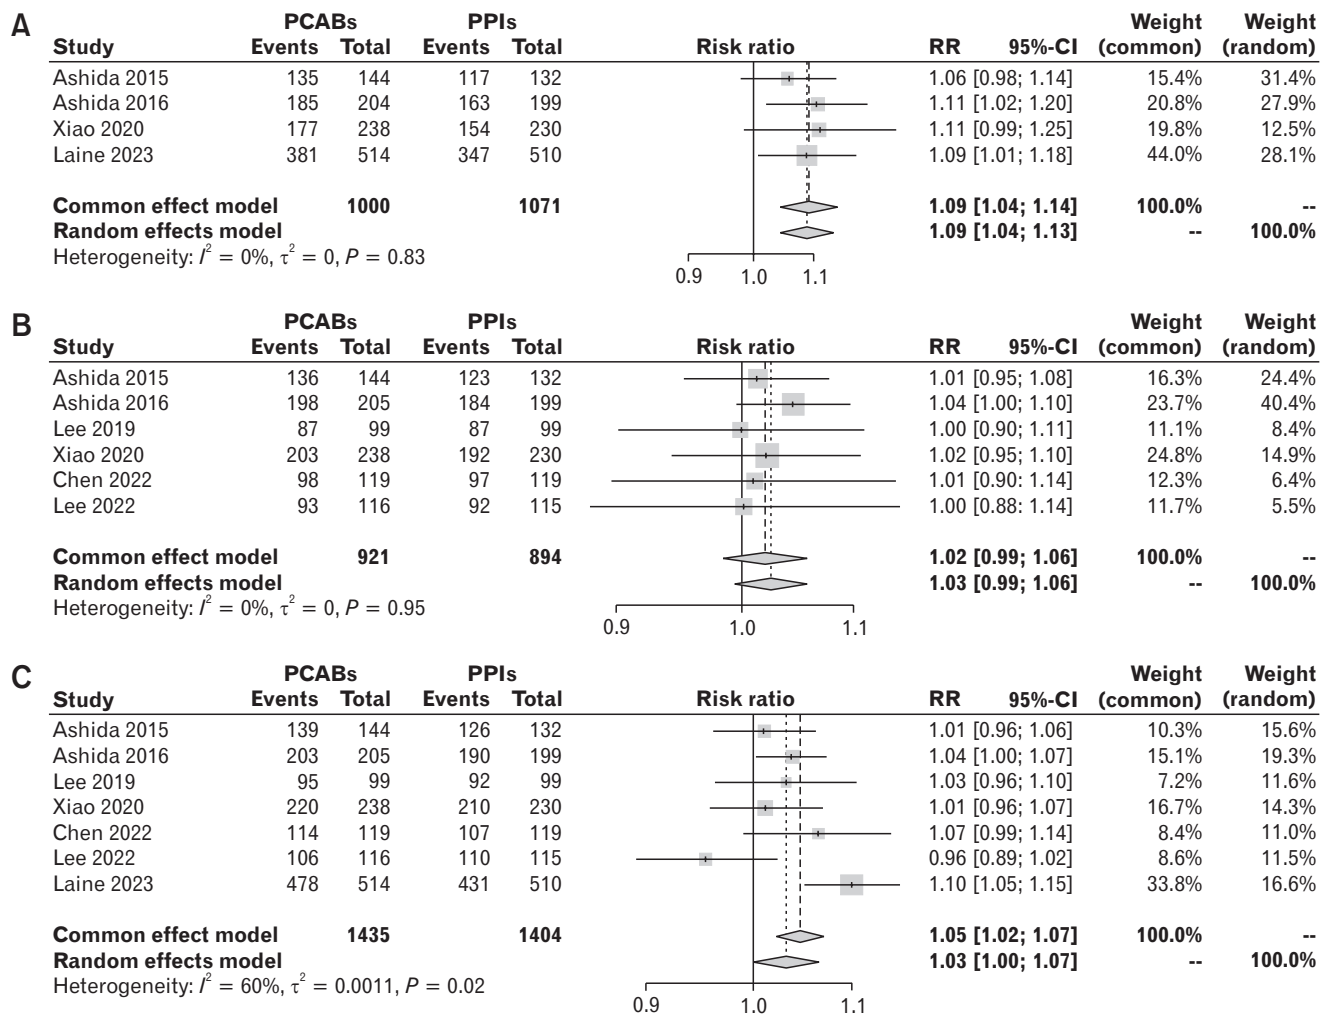 A
PCABs PPIs Weight Weight
Study Events Total Events Total Risk ratio RR 95%-CI (common) (random)
Ashida 2015 135 144 117 132 1.06 [0.98; 1.14] 15.4% 31.4%
Ashida 2016 185 204 163 199 1.11 [1.02; 1.20] 20.8% 27.9%
Xiao 2020 177 238 154 230 1.11 [0.99; 1.25] 19.8% 12.5%
Laine 2023 381 514 347 510 1.09 [1.01; 1.18] 44.0% 28.1%
Common effect model 1000 1071 1.09 [1.04; 1.14] 100.0% --
Random effects model 1.09 [1.04; 1.13] -- 100.0%
Heterogeneity: I² = 0%, τ² = 0, P = 0.83
0.9 1.0 1.1
B
PCABs PPIs Weight Weight
Study Events Total Events Total Risk ratio RR 95%-CI (common) (random)
Ashida 2015 136 144 123 132 1.01 [0.95; 1.08] 16.3% 24.4%
Ashida 2016 198 205 184 199 1.04 [1.00; 1.10] 23.7% 40.4%
Lee 2019 87 99 87 99 1.00 [0.90; 1.11] 11.1% 8.4%
Xiao 2020 203 238 192 230 1.02 [0.95; 1.10] 24.8% 14.9%
Chen 2022 98 119 97 119 1.01 [0.90: 1.14] 12.3% 6.4%
Lee 2022 93 116 92 115 1.00 [0.88: 1.14] 11.7% 5.5%
Common effect model 921 894 1.02 [0.99; 1.06] 100.0% --
Random effects model 1.03 [0.99; 1.06] -- 100.0%
Heterogeneity: I² = 0%, τ² = 0, P = 0.95
0.9 1.0 1.1
C
PCABs PPIs Weight Weight
Study Events Total Events Total Risk ratio RR 95%-CI (common) (random)
Ashida 2015 139 144 126 132 1.01 [0.96; 1.06] 10.3% 15.6%
Ashida 2016 203 205 190 199 1.04 [1.00; 1.07] 15.1% 19.3%
Lee 2019 95 99 92 99 1.03 [0.96; 1.10] 7.2% 11.6%
Xiao 2020 220 238 210 230 1.01 [0.96; 1.07] 16.7% 14.3%
Chen 2022 114 119 107 119 1.07 [0.99; 1.14] 8.4% 11.0%
Lee 2022 106 116 110 115 0.96 [0.89; 1.02] 8.6% 11.5%
Laine 2023 478 514 431 510 1.10 [1.05; 1.15] 33.8% 16.6%
Common effect model 1435 1404 1.05 [1.02; 1.07] 100.0% --
Random effects model 1.03 [1.00; 1.07] -- 100.0%
Heterogeneity: I² = 60%, τ² = 0.0011, P = 0.02
0.9 1.0 1.1